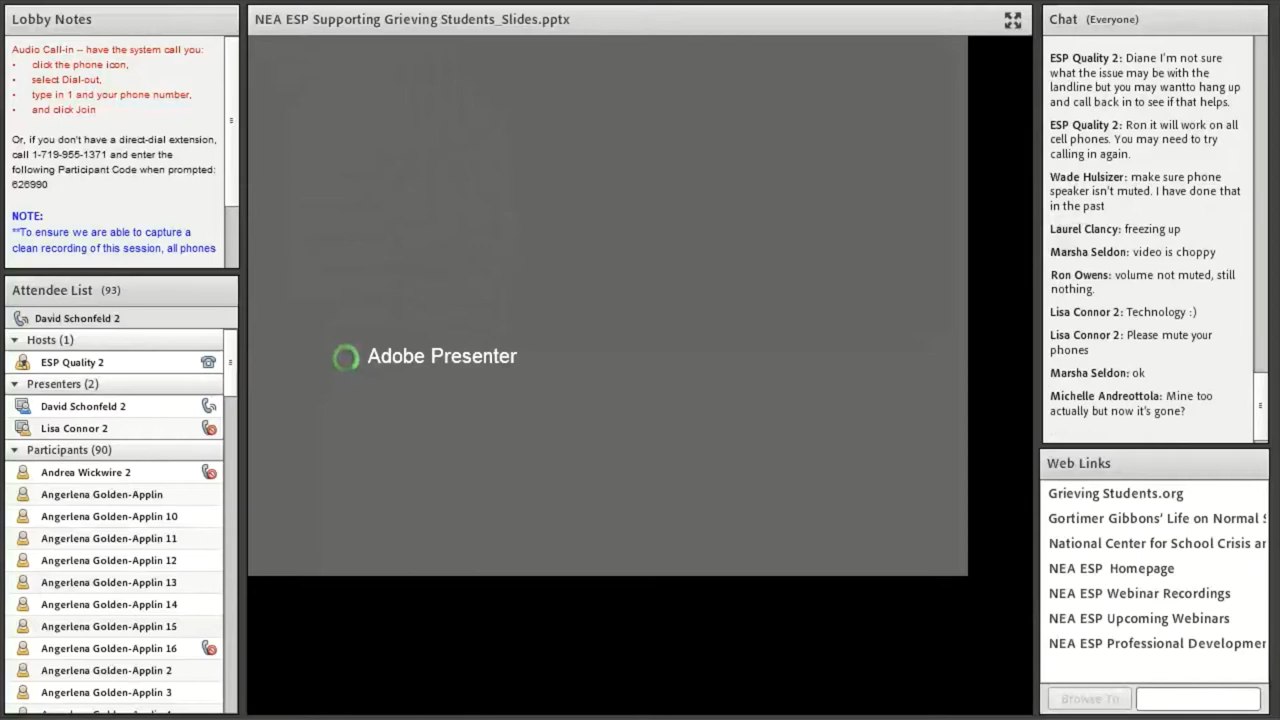 Lobby Notes
Audio Call-in -- have the system call you:
• click the phone icon,
• select Dial-out,
• type in 1 and your phone number,
• and click Join
Or, if you don't have a direct-dial extension,
call 1-719-955-1371 and enter the
following Participant Code when prompted:
626990
NOTE:
**To ensure we are able to capture a
clean recording of this session, all phones
Attendee List (93)
David Schonfeld 2
Hosts (1)
ESP Quality 2
Presenters (2)
David Schonfeld 2
Lisa Connor 2
Participants (90)
Andrea Wickwire 2
Angerlena Golden-Applin
Angerlena Golden-Applin 10
Angerlena Golden-Applin 11
Angerlena Golden-Applin 12
Angerlena Golden-Applin 13
Angerlena Golden-Applin 14
Angerlena Golden-Applin 15
Angerlena Golden-Applin 16
Angerlena Golden-Applin 2
Angerlena Golden-Applin 3
NEA ESP Supporting Grieving Students_Slides.pptx
Adobe Presenter
Chat (Everyone)
ESP Quality 2: Diane I'm not sure
what the issue may be with the
landline but you may wantto hang up
and call back in to see if that helps.
ESP Quality 2: Ron it will work on all
cell phones. You may need to try
calling in again.
Wade Hulsizer: make sure phone
speaker isn't muted. I have done that
in the past
Laurel Clancy: freezing up
Marsha Seldon: video is choppy
Ron Owens: volume not muted, still
nothing.
Lisa Connor 2: Technology :)
Lisa Connor 2: Please mute your
phones
Marsha Seldon: ok
Michelle Andreottola: Mine too
actually but now it's gone?
Web Links
Grieving Students.org
Gortimer Gibbons' Life on Normal
National Center for School Crisis
NEA ESP Homepage
NEA ESP Webinar Recordings
NEA ESP Upcoming Webinars
NEA ESP Professional
Browse To